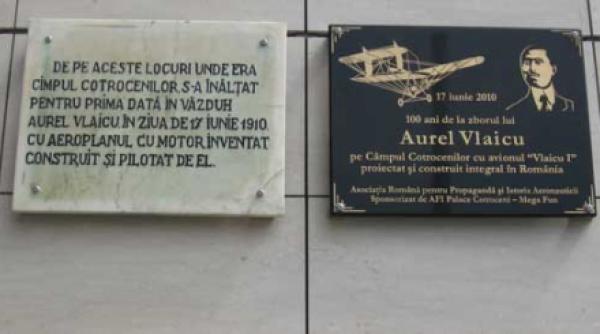 DE PE ACESTE LOCURI UNDE ERA
CÎMPUL COTROCENILOR, S-A ÎNĂLȚAT
PENTRU PRIMA DATĂ ÎN VĂZDUH
AUREL VLAICU, ÎN ZIUA DE 17 IUNIE 1910,
CU AEROPLANUL CU MOTOR, INVENTAT
CONSTRUIT ȘI PILOTAT DE EL.
17 iunie 2010
100 ani de la zborul lui
Aurel Vlaicu
pe Câmpul Cotrocenilor cu avionul "Vlaicu I"
proiectat și construit integral în România
Asociația Română pentru Propagandă și Istoria Aeronauticii
Sponsorizat de AFI Palace Cotroceni – Mega Fun